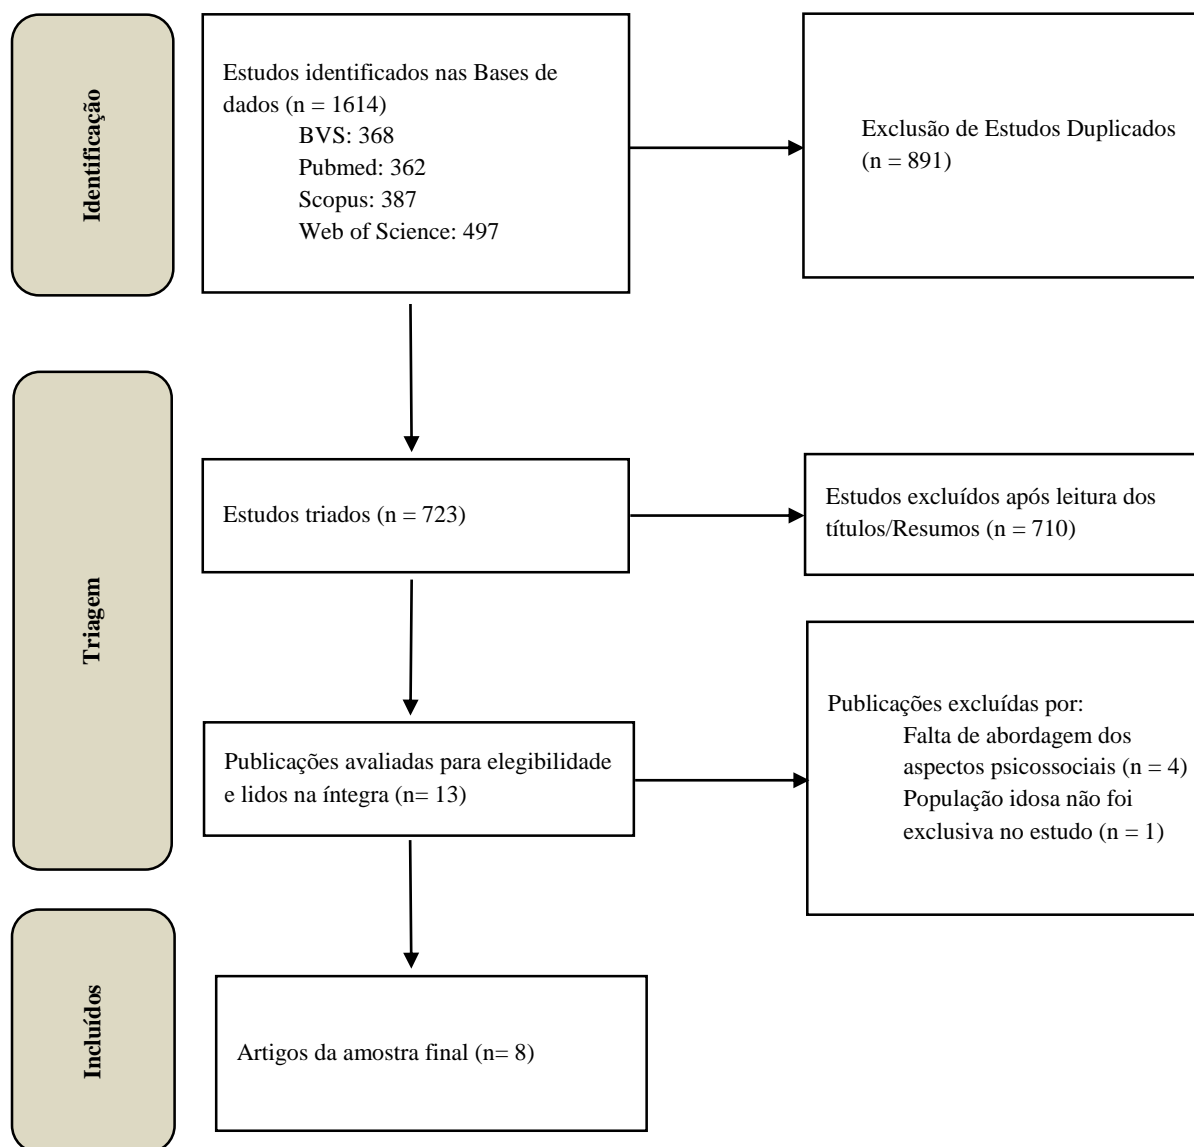 Identificação
Estudos identificados nas Bases de
dados (n = 1614)
BVS: 368
Pubmed: 362
Scopus: 387
Web of Science: 497
Exclusão de Estudos Duplicados
(n = 891)
Triagem
Estudos triados (n = 723)
Estudos excluídos após leitura dos
títulos/Resumos (n = 710)
Publicações avaliadas para elegibilidade
e lidos na íntegra (n= 13)
Publicações excluídas por:
Falta de abordagem dos
aspectos psicossociais (n = 4)
População idosa não foi
exclusiva no estudo (n = 1)
Incluídos
Artigos da amostra final (n= 8)